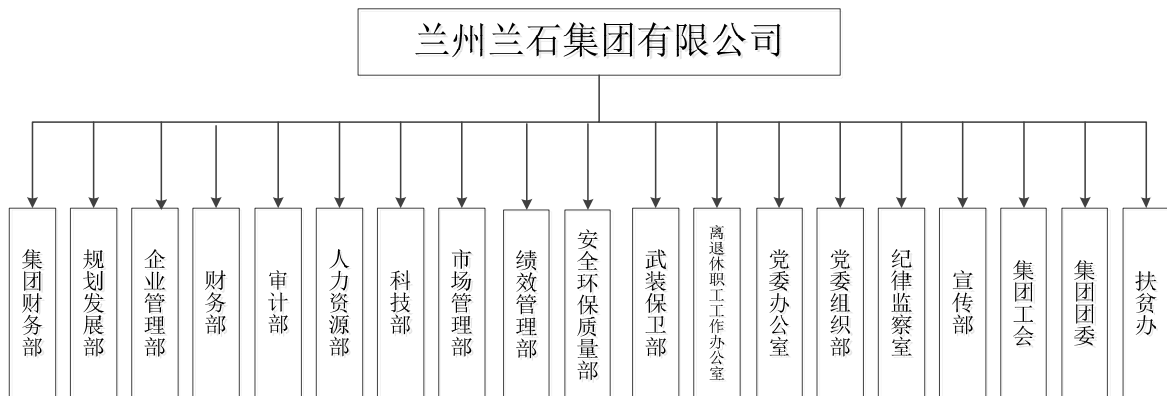 兰州兰石集团有限公司
集团财务部
规划发展部
企业管理部
财务部
审计部
人力资源部
科技部
市场管理部
绩效管理部
安全环保质量部
武装保卫部
离退休职工工作办公室
党委办公室
党委组织部
纪律监察室
宣传部
集团工会
集团团委
扶贫办